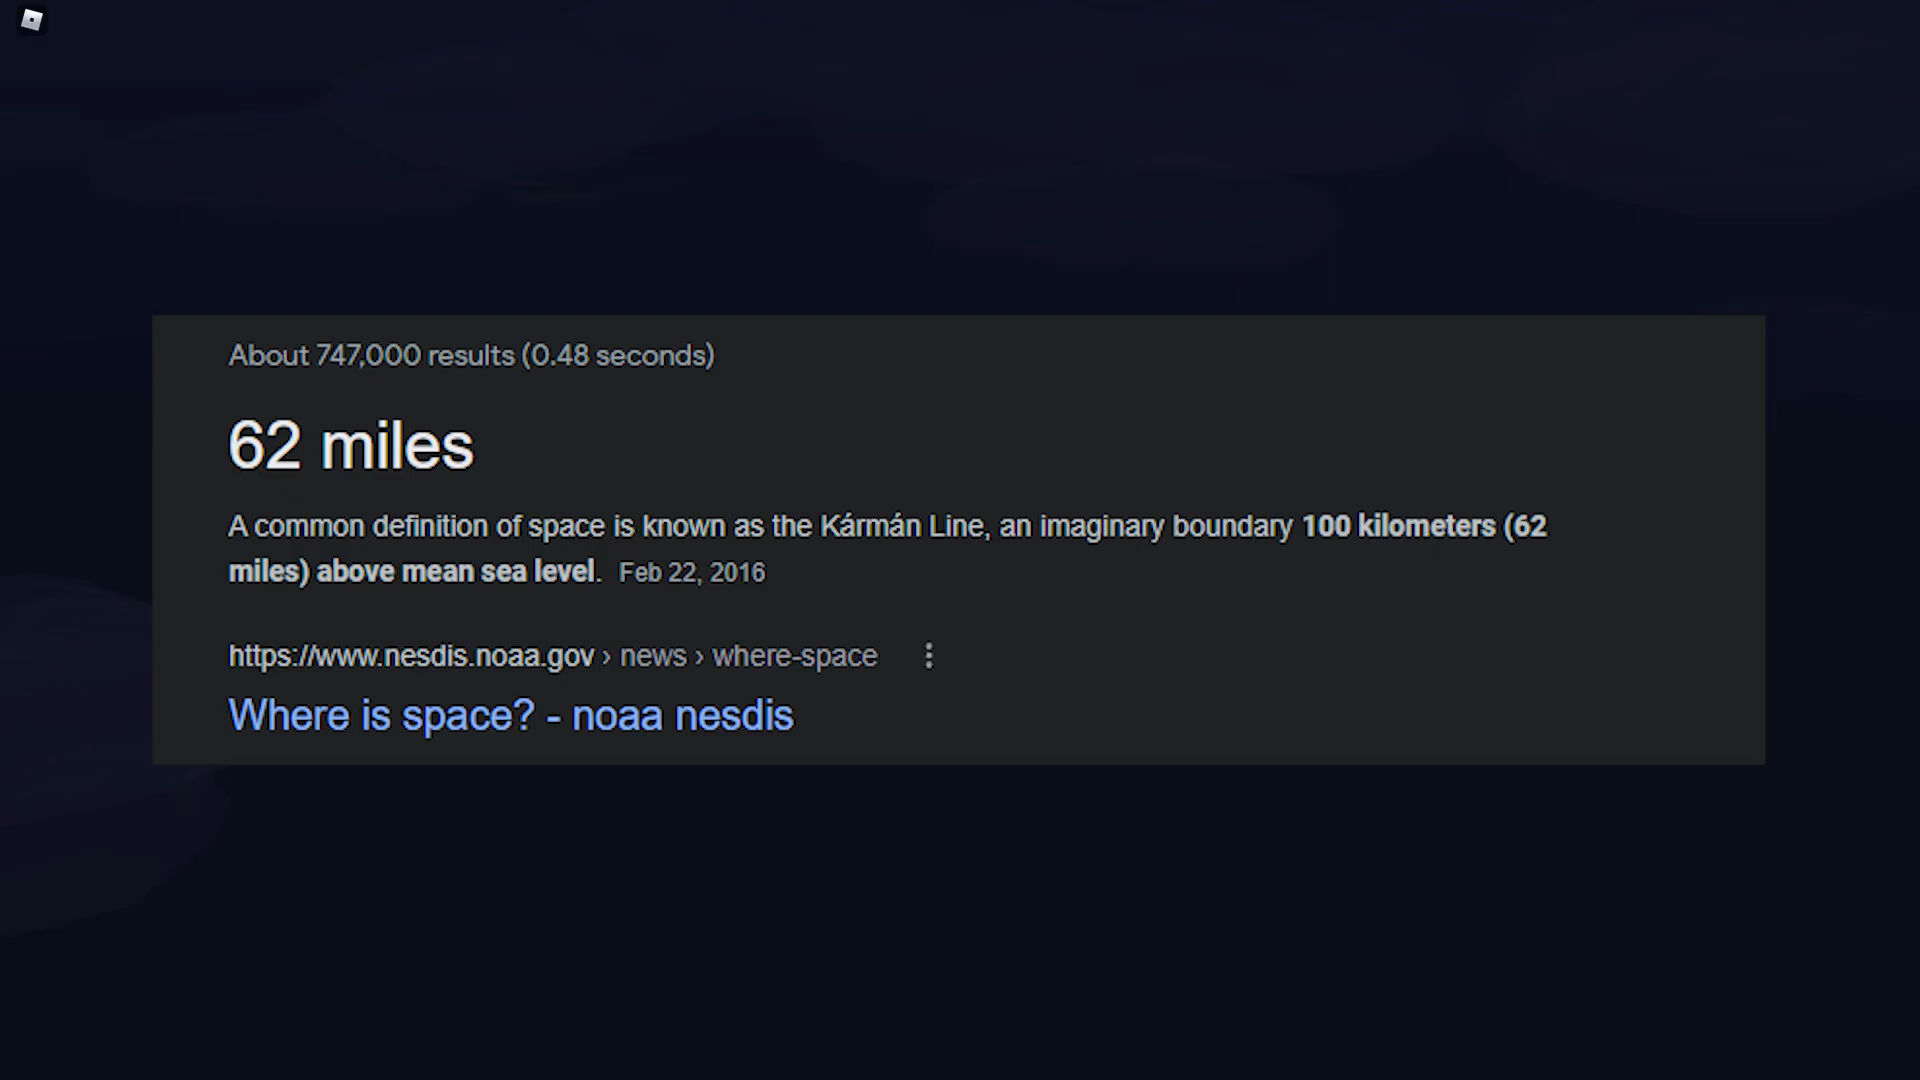 About 747,000 results (0.48 seconds)
62 miles
A common definition of space is known as the Kármán Line, an imaginary boundary 100 kilometers (62
miles) above mean sea level. Feb 22, 2016
https://www.nesdis.noaa.gov › news › where-space
Where is space? - noaa nesdis